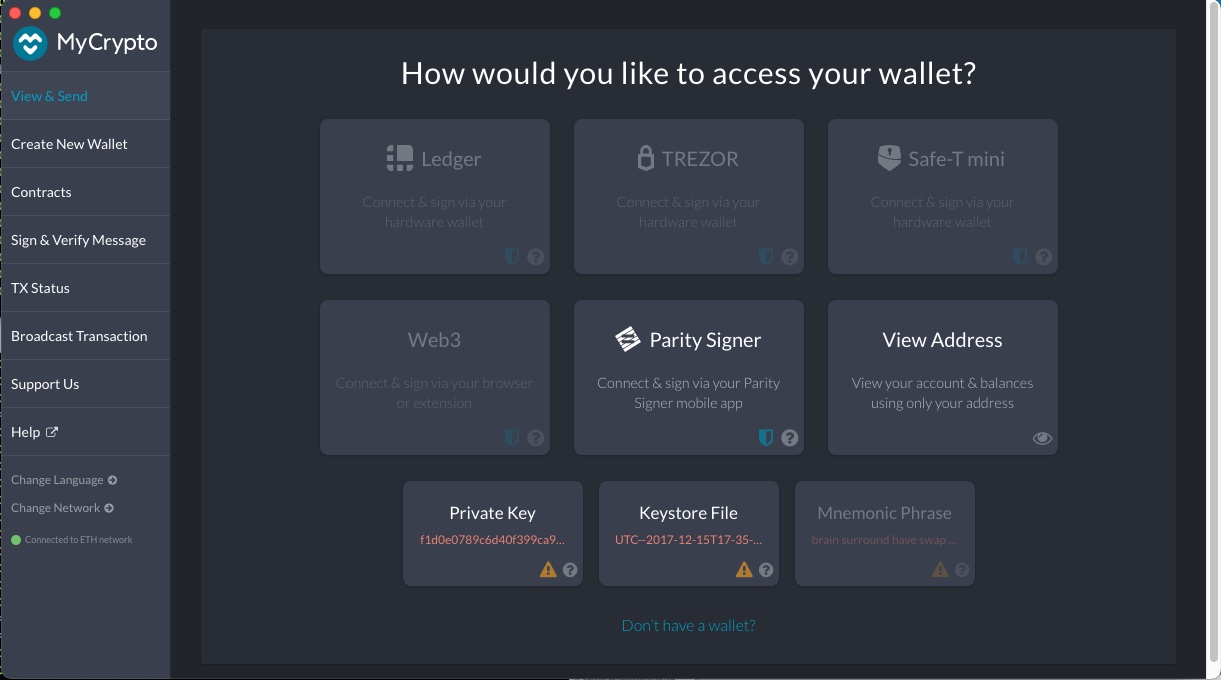 MyCrypto
View & Send
Create New Wallet
Contracts
Sign & Verify Message
TX Status
Broadcast Transaction
Support Us
Help
Change Language
Change Network
Connected to ETH network
How would you like to access your wallet?
Ledger
Connect & sign via your
hardware wallet
TREZOR
Connect & sign via your
hardware wallet
Safe-T mini
Connect & sign via your
hardware wallet
Web3
Connect & sign via your browser
or extension
Parity Signer
Connect & sign via your Parity
Signer mobile app
View Address
View your account & balances
using only your address
Private Key
f1d0e0789c6d40f399ca9...
Keystore File
UTC--2017-12-15T17-35-...
Mnemonic Phrase
brain surround have swap ...
Don't have a wallet?